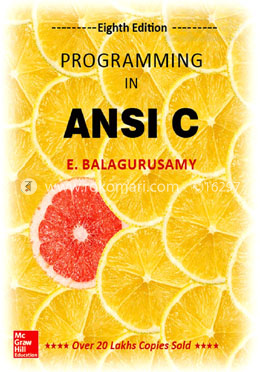 ----------Eighth Edition----------
PROGRAMMING
IN
ANSI C
E. BALAGURUSAMY
Mc
Graw
Hill
Education
★★★★ Over 20 Lakhs Copies Sold ★★★★